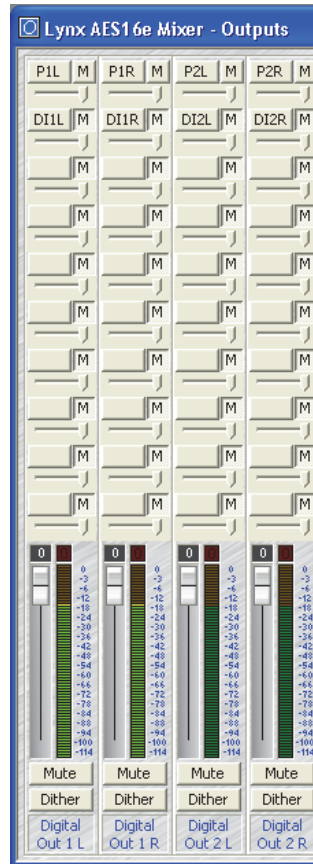 Lynx AES16e Mixer - Outputs
P1L M P1R M P2L M P2R M
DI1L M DI1R M DI2L M DI2R M
M M M M
M M M M
M M M M
M M M M
M M M M
M M M M
M M M M
M M M M
0 0 0 0 0 0 0 0
0 0 0 0
-3 -3 -3 -3
-6 -6 -6 -6
-12 -12 -12 -12
-18 -18 -18 -18
-24 -24 -24 -24
-30 -30 -30 -30
-36 -36 -36 -36
-42 -42 -42 -42
-48 -48 -48 -48
-54 -54 -54 -54
-60 -60 -60 -60
-66 -66 -66 -66
-72 -72 -72 -72
-78 -78 -78 -78
-84 -84 -84 -84
-88 -88 -88 -88
-94 -94 -94 -94
-100 -100 -100 -100
-114 -114 -114 -114
Mute Mute Mute Mute
Dither Dither Dither Dither
Digital Digital Digital Digital
Out 1 L Out 1 R Out 2 L Out 2 R